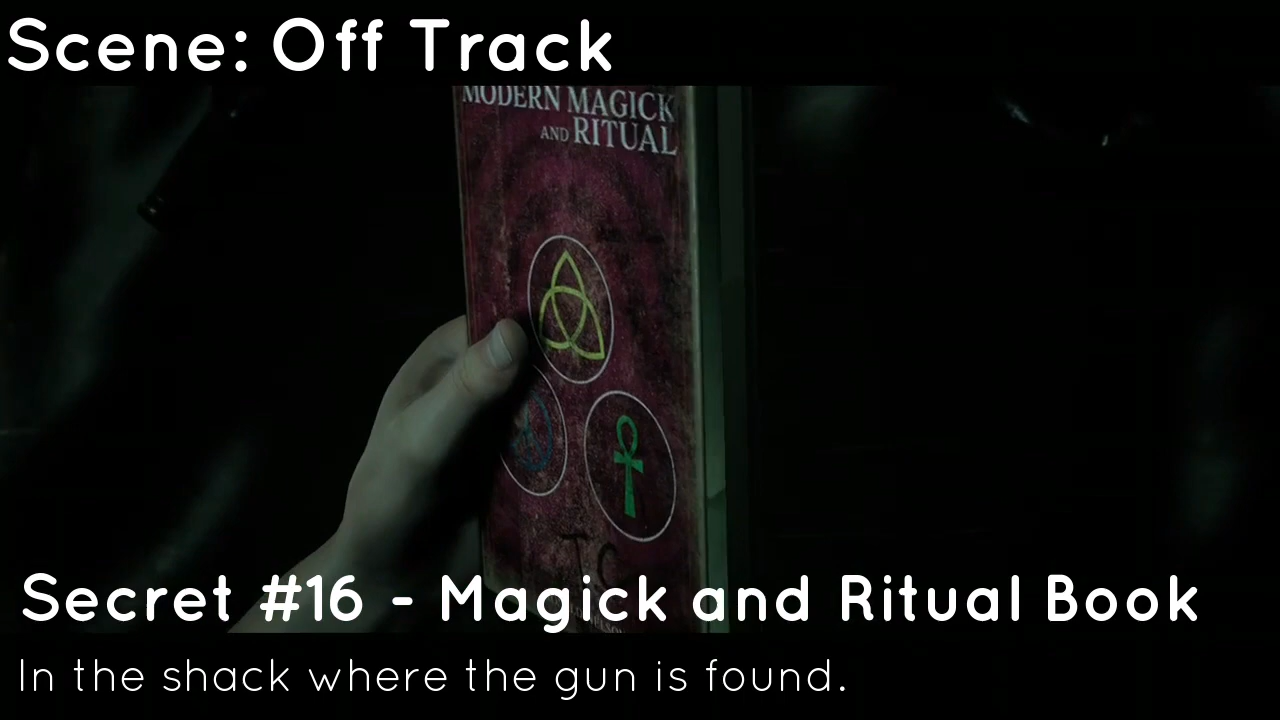 Scene: Off Track
MODERN MAGICK
AND RITUAL
T C
Secret #16 - Magick and Ritual Book
In the shack where the gun is found.